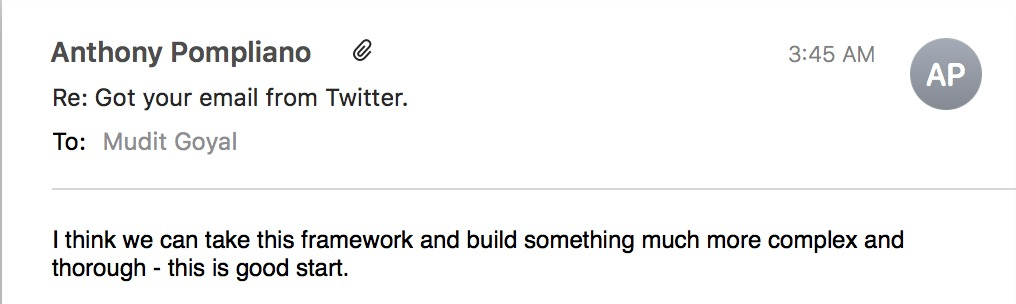 Anthony Pompliano
3:45 AM
AP
Re: Got your email from Twitter.
To: Mudit Goyal
I think we can take this framework and build something much more complex and
thorough - this is good start.